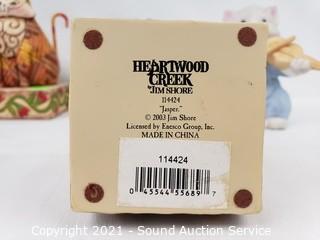 HEARTWOOD
CREEK
BY JIM SHORE
114424
"Jasper."
© 2003 Jim Shore
Licensed by Enesco Group, Inc.
MADE IN CHINA
114424
0 45544 55689 7
Copyright 2021 - Sound Auction Service